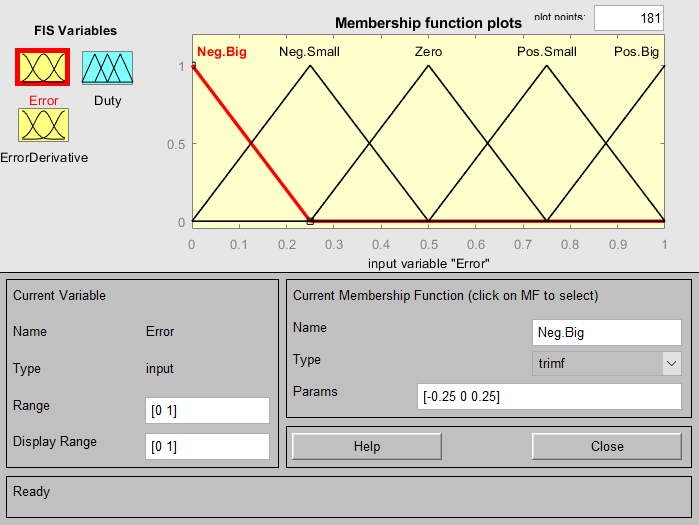 FIS Variables
Membership function plots
plot points:
181
Neg.Big
Neg.Small
Zero
Pos.Small
Pos.Big
Error
Duty
ErrorDerivative
1
0.5
0
0
0.1
0.2
0.3
0.4
0.5
0.6
0.7
0.8
0.9
1
input variable "Error"
Current Variable
Name
Error
Type
input
Range
[0 1]
Display Range
[0 1]
Current Membership Function (click on MF to select)
Name
Neg.Big
Type
trimf
Params
[-0.25 0 0.25]
Help
Close
Ready